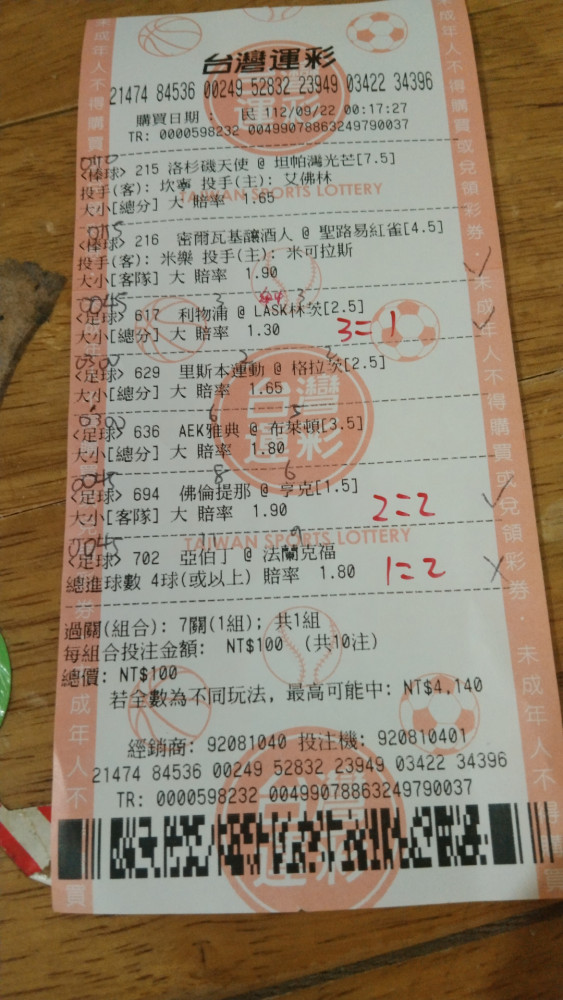 台灣運彩
21474 84536 00249 52832 23949 03422 34396
購買日期: 民 112/09/22 00:17:27
TR: 0000598232 00499078863249790037
<棒球> 215 洛杉磯天使 @ 坦帕灣光芒[7.5]
投手(客): 坎寧 投手(主): 艾佛林
大小[總分] 大 賠率 1.65
TAIWAN SPORTS LOTTERY
<棒球> 216 密爾瓦基釀酒人 @ 聖路易紅雀[4.5]
投手(客): 米樂 投手(主): 米可拉斯
大小[客隊] 大 賠率 1.90
0045
<足球> 617 利物浦 @ LASK林茨[2.5]
大小[總分] 大 賠率 1.30
3=1
0300
<足球> 629 里斯本運動 @ 格拉茨[2.5]
大小[總分] 大 賠率 1.65
0300
<足球> 636 AEK雅典 @ 布萊頓[3.5]
大小[總分] 大 賠率 1.80
0045
<足球> 694 佛倫提那 @ 亨克[1.5]
大小[客隊] 大 賠率 1.90
2=2
TAIWAN SPORTS LOTTERY
0045
<足球> 702 亞伯丁 @ 法蘭克福
總進球數 4球(或以上) 賠率 1.80
1=2
過關(組合): 7關(1組); 共1組
每組合投注金額: NT$100 (共10注)
總價: NT$100
若全數為不同玩法, 最高可能中: NT$4,140
經銷商: 92081040 投注機: 920810401
21474 84536 00249 52832 23949 03422 34396
TR: 0000598232 00499078863249790037
未成年人不得購買或兌領彩券